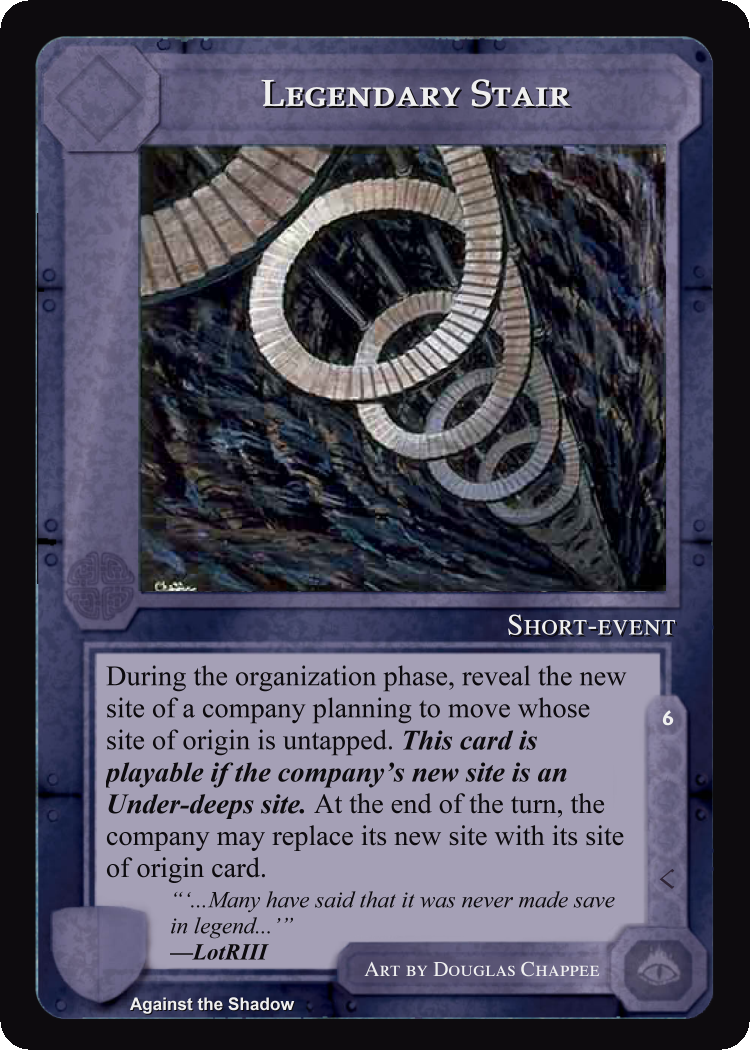 Legendary Stair
Short-event
During the organization phase, reveal the new
site of a company planning to move whose
site of origin is untapped. This card is
playable if the company's new site is an
Under-deeps site. At the end of the turn, the
company may replace its new site with its site
of origin card.
6
"'...Many have said that it was never made save
in legend...'"
—LotRIII
Art by Douglas Chappee
Against the Shadow